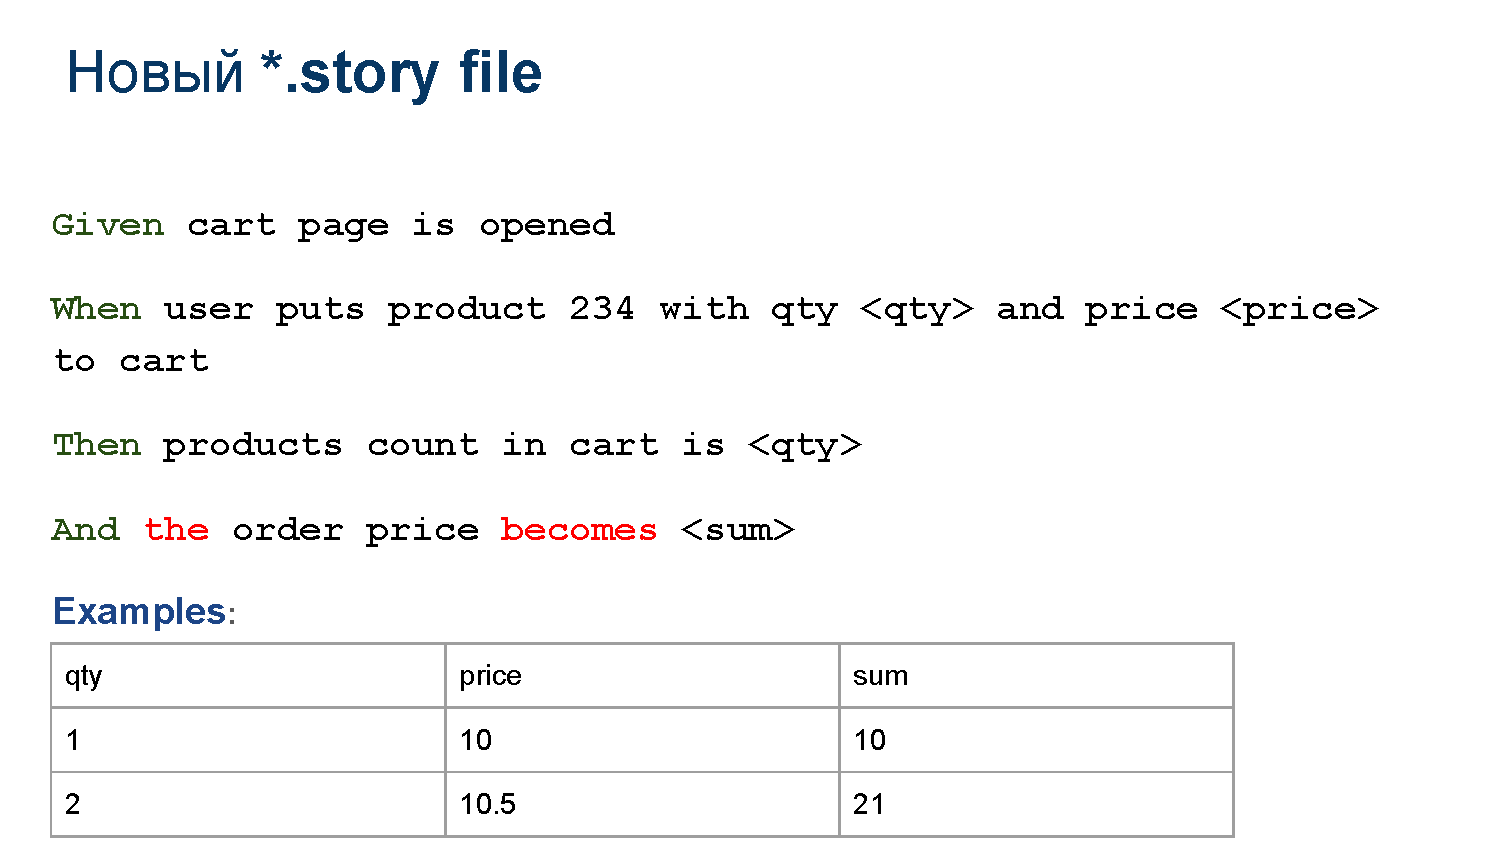 Новый *.story file
Given cart page is opened
When user puts product 234 with qty <qty> and price <price>
to cart
Then products count in cart is <qty>
And the order price becomes <sum>
Examples:
qty price sum
1 10 10
2 10.5 21